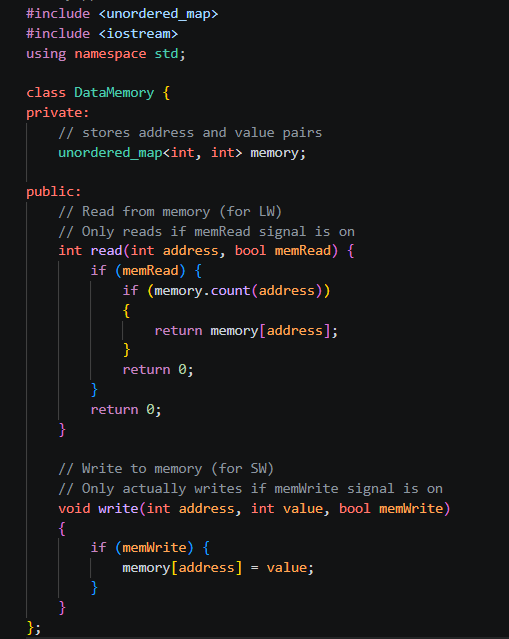 #include <unordered_map>
#include <iostream>
using namespace std;
class DataMemory {
private:
    // stores address and value pairs
    unordered_map<int, int> memory;
public:
    // Read from memory (for LW)
    // Only reads if memRead signal is on
    int read(int address, bool memRead) {
        if (memRead) {
            if (memory.count(address))
            {
                return memory[address];
            }
            return 0;
        }
        return 0;
    }
    // Write to memory (for SW)
    // Only actually writes if memWrite signal is on
    void write(int address, int value, bool memWrite)
    {
        if (memWrite) {
            memory[address] = value;
        }
    }
};